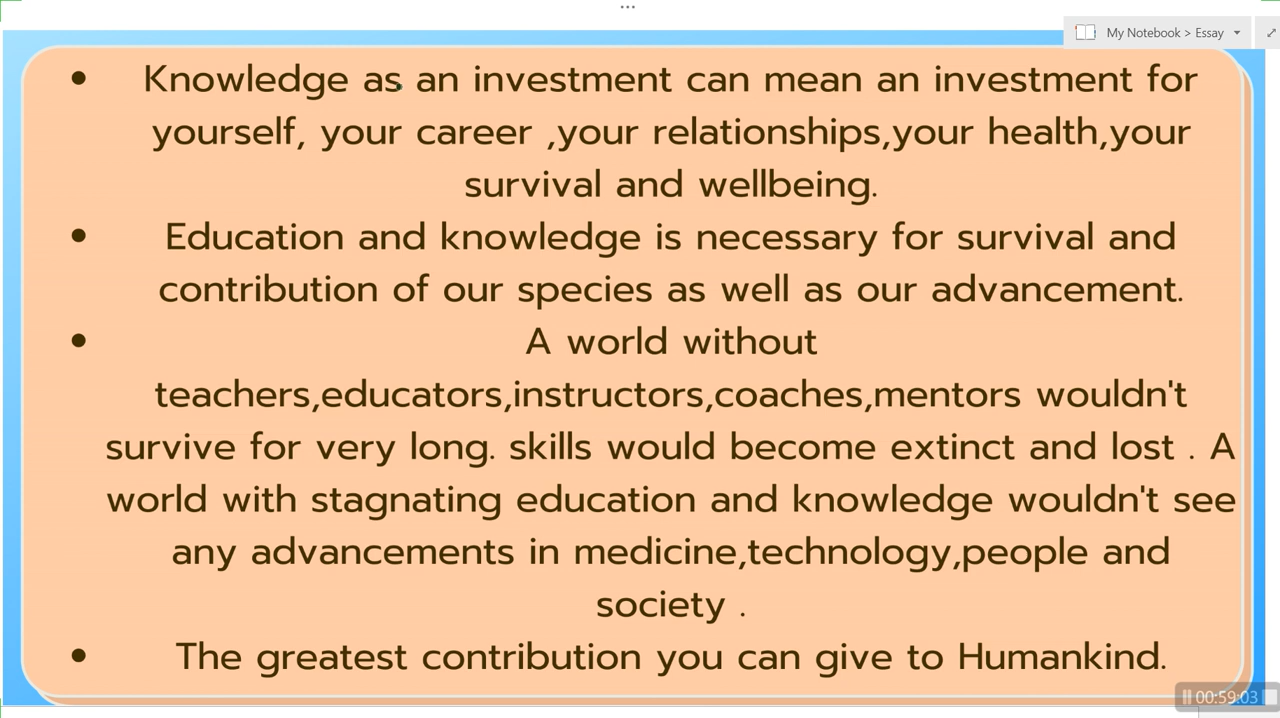 My Notebook > Essay
• Knowledge as an investment can mean an investment for
yourself, your career ,your relationships,your health,your
survival and wellbeing.
• Education and knowledge is necessary for survival and
contribution of our species as well as our advancement.
• A world without
teachers,educators,instructors,coaches,mentors wouldn't
survive for very long. skills would become extinct and lost . A
world with stagnating education and knowledge wouldn't see
any advancements in medicine,technology,people and
society .
• The greatest contribution you can give to Humankind.
00:59:03